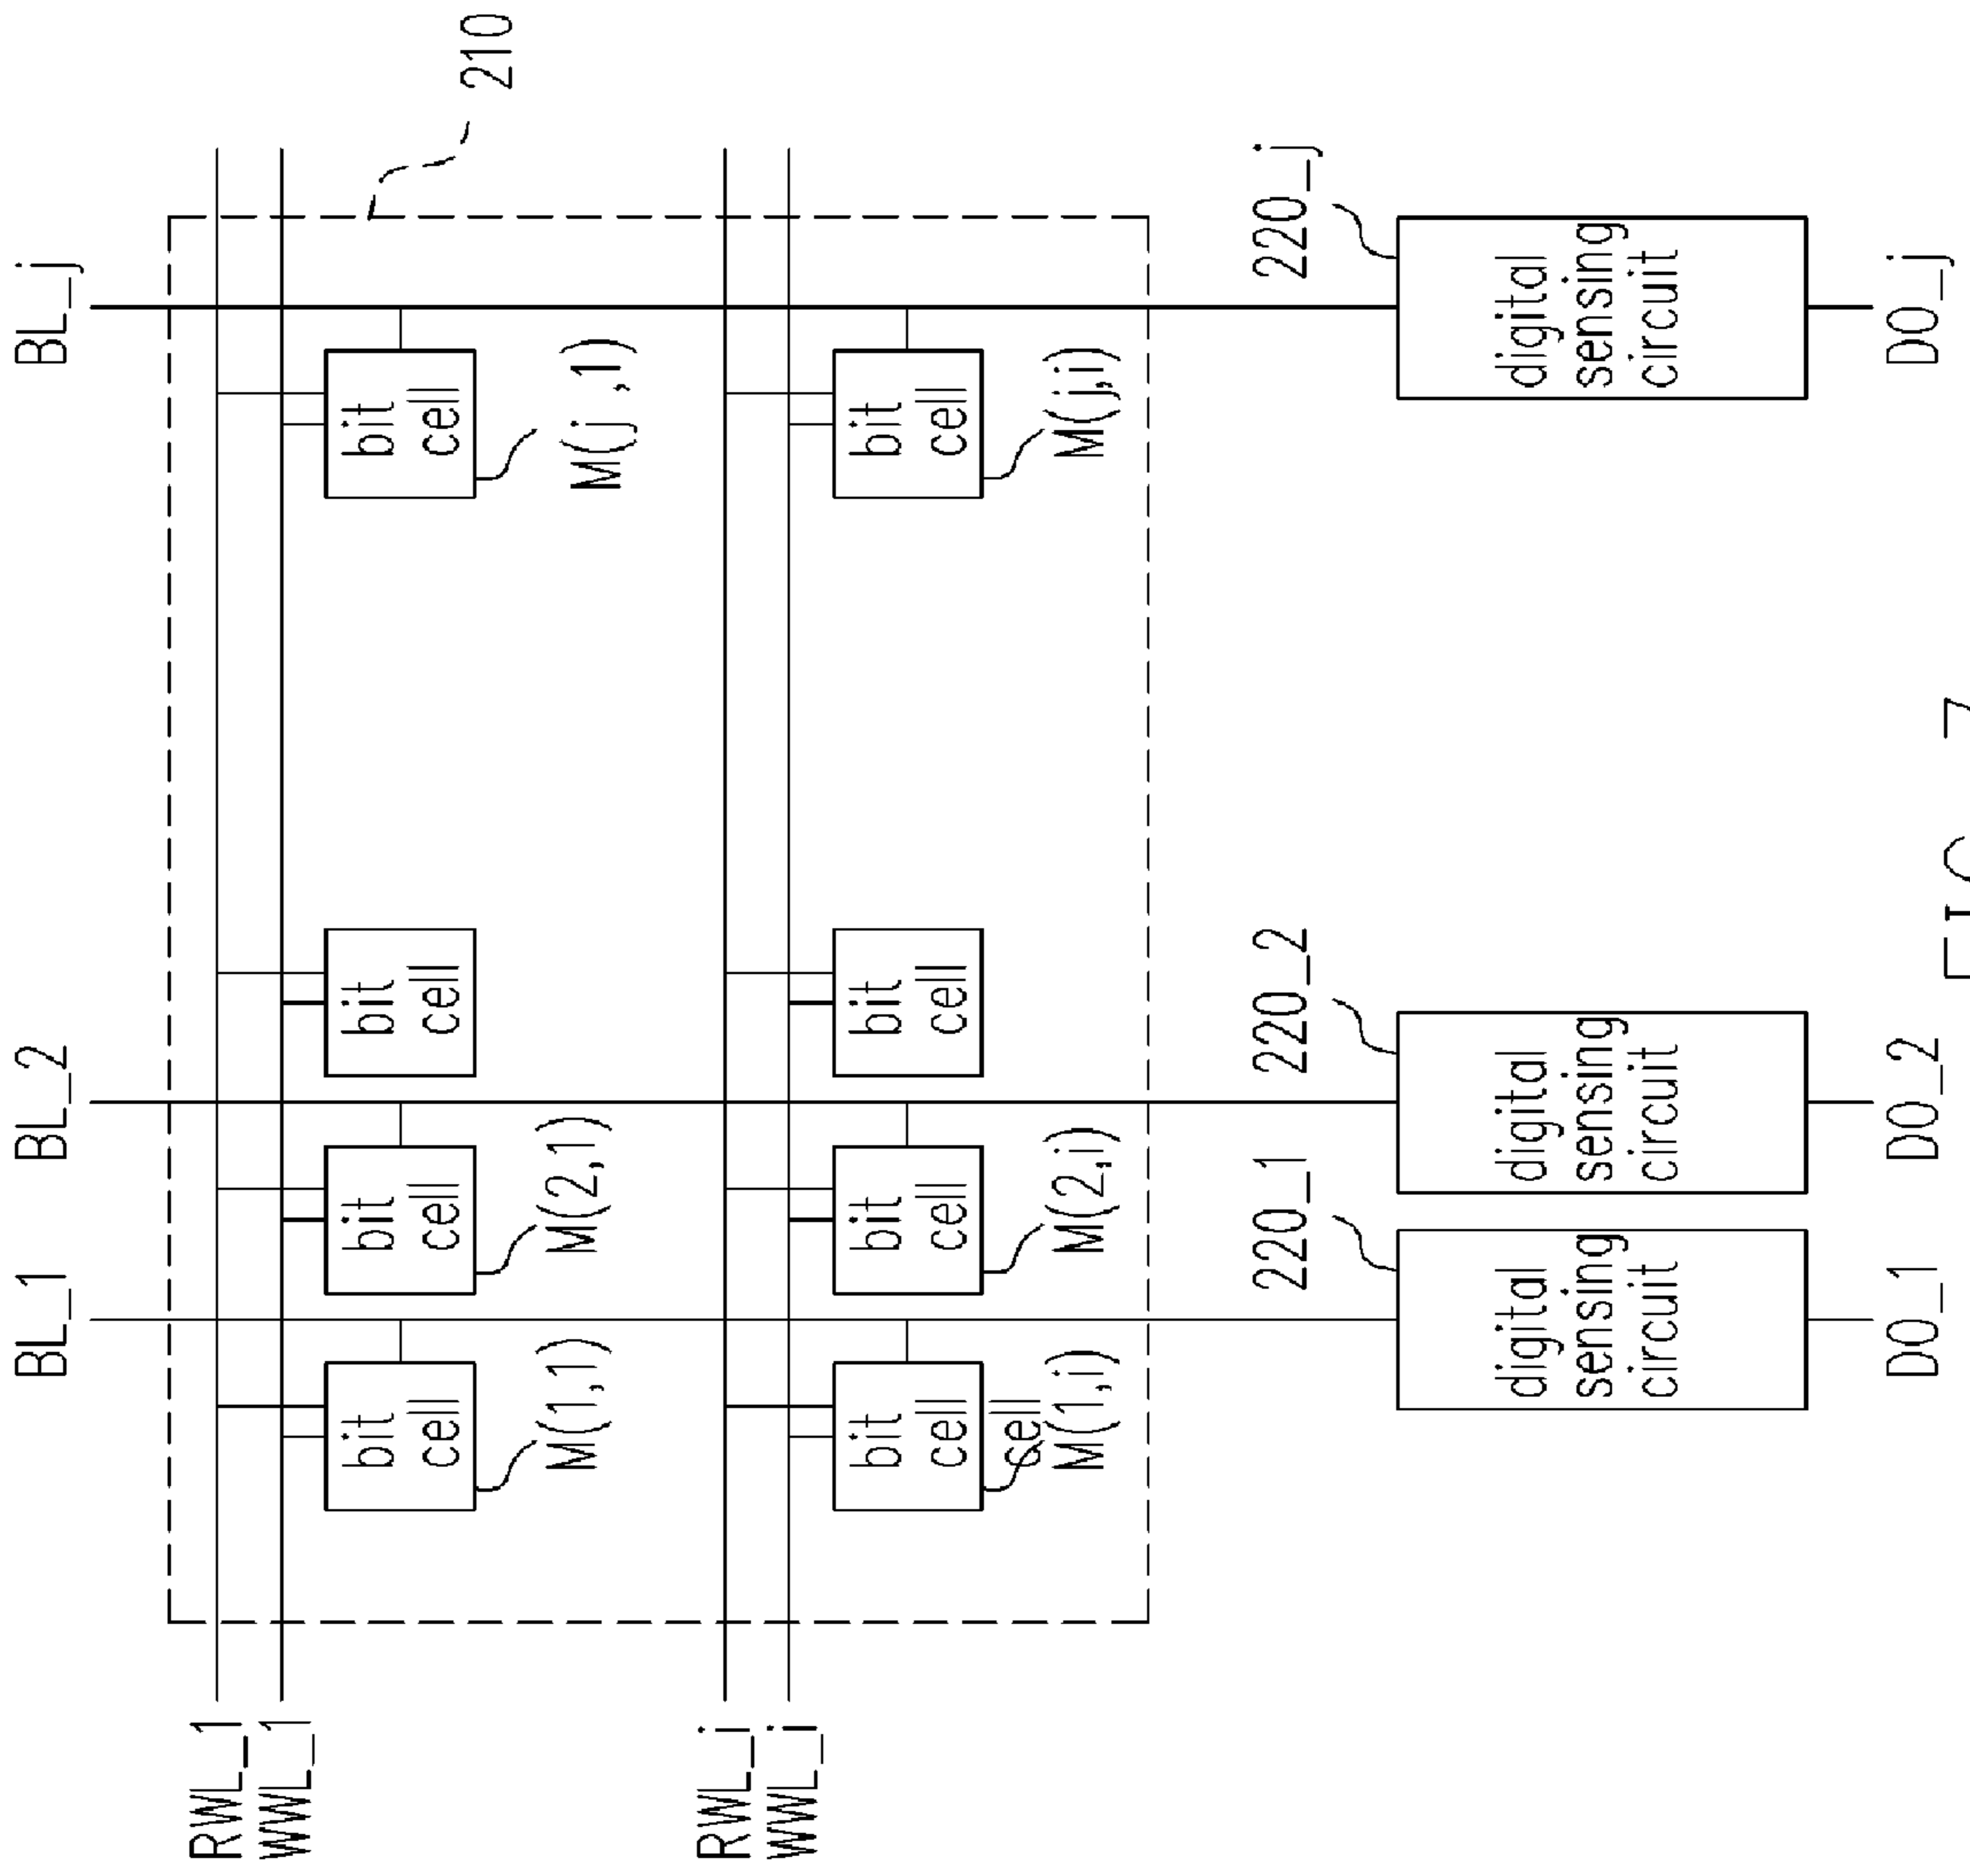 BL_1
BL_2
BL_j
RWL_1
WWL_1
bit
cell
bit
cell
bit
cell
bit
cell
210
M(1,1)
M(2,1)
M(j,1)
RWL_i
WWL_i
bit
cell
cell
bit
cell
bit
cell
bit
cell
M(1,i)
M(2,i)
M(j,i)
220_1
220_2
220_j
digital
sensing
circuit
digital
sensing
circuit
digital
sensing
circuit
DO_1
DO_2
DO_j